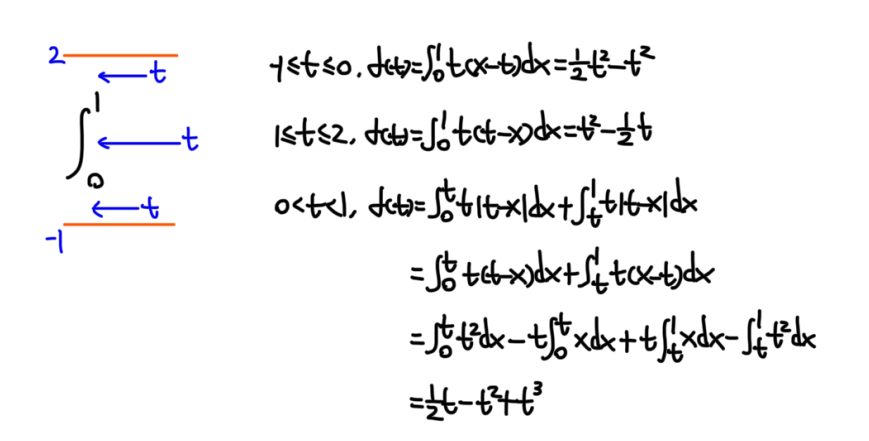 2
t
∫₀¹
t
t
-1
-1≤t≤0, f(t)=∫₀¹t(x-t)dx=½t²-t²
1≤t≤2, f(t)=∫₀¹t(t-x)dx=t²-½t
0<t<1, f(t)=∫₀ᵗt|t-x|dx+∫ₜ¹t|t-x|dx
=∫₀ᵗt(t-x)dx+∫ₜ¹t(x-t)dx
=∫₀ᵗt²dx-t∫₀ᵗxdx+t∫ₜ¹xdx-∫ₜ¹t²dx
=½t-t²+t³